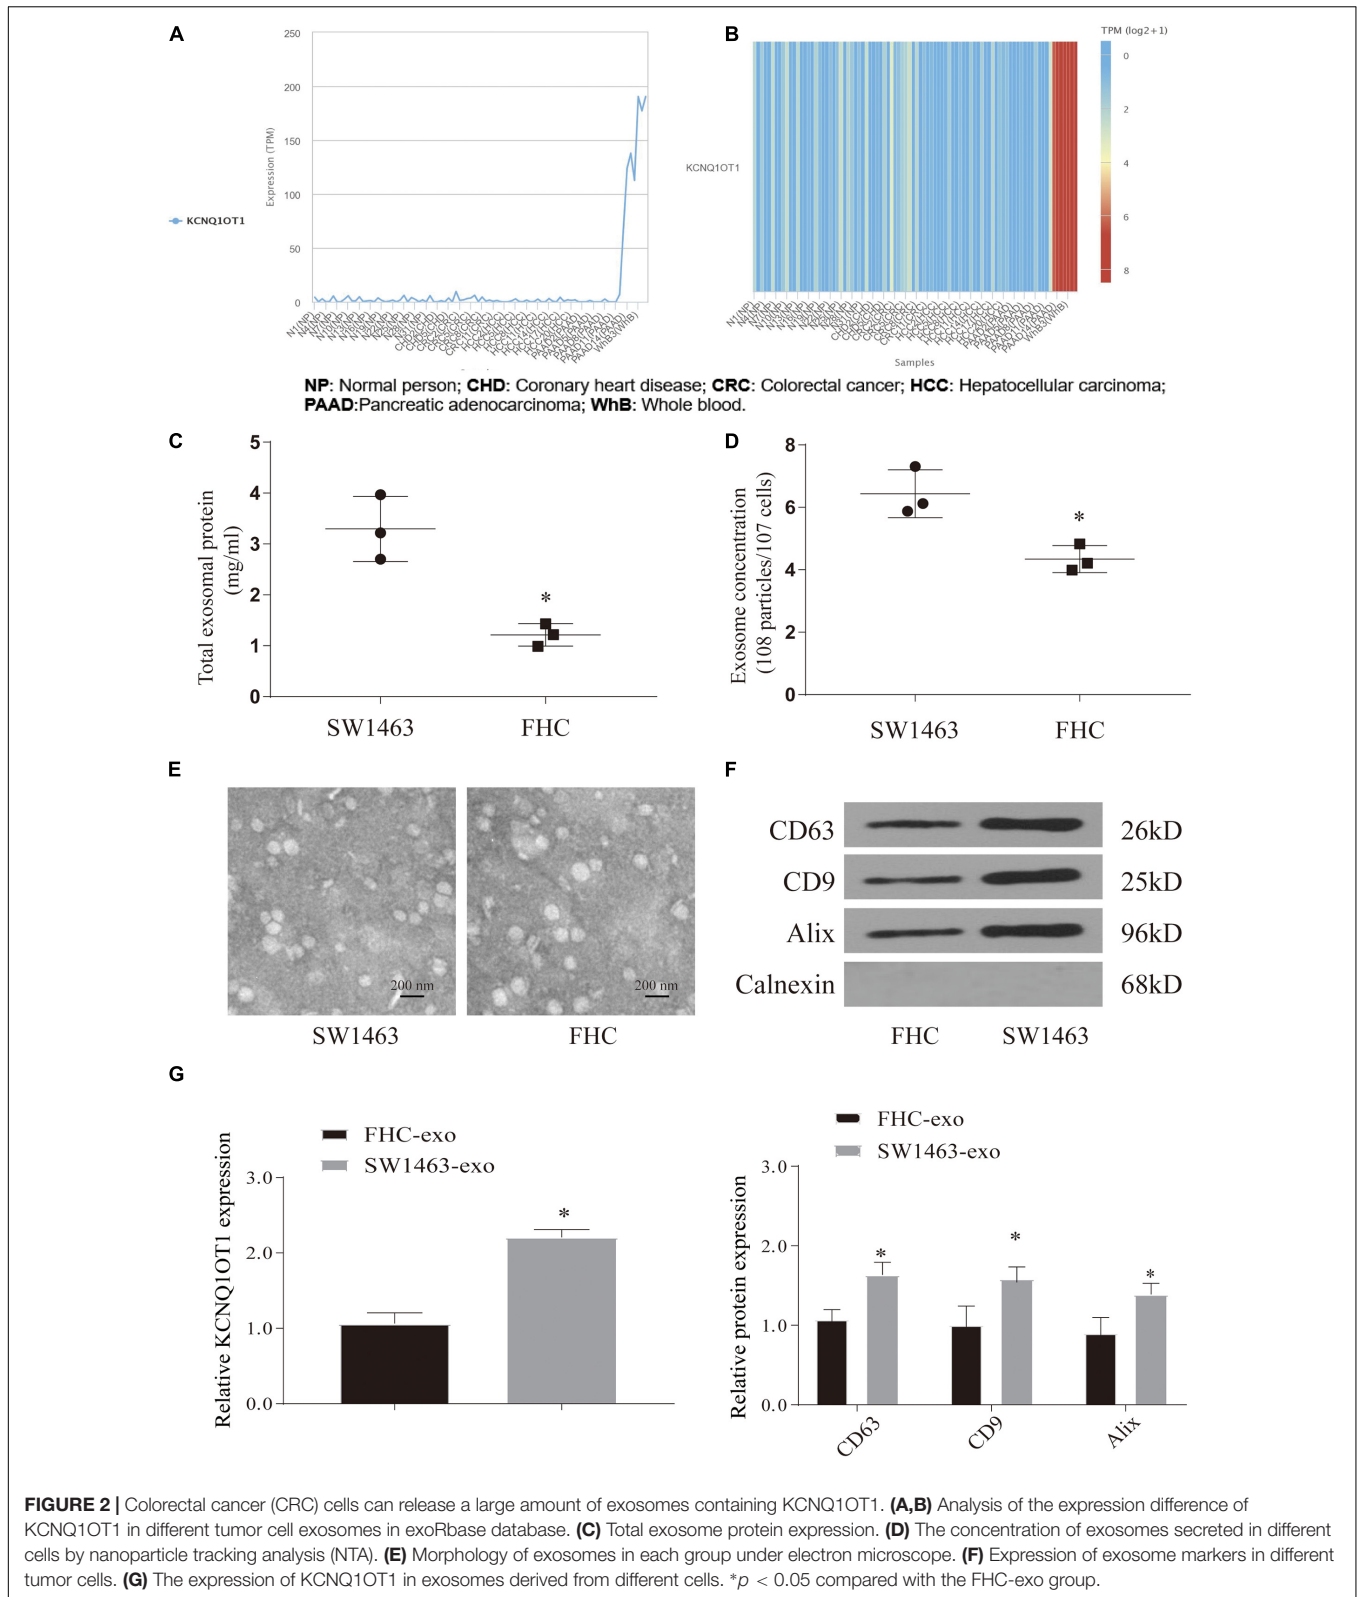 A
250
200
150
100
50
0
Expression (TPM)
KCNQ1OT1
B
TPM (log2+1)
0
2
4
6
8
KCNQ1OT1
Samples
NP: Normal person; CHD: Coronary heart disease; CRC: Colorectal cancer; HCC: Hepatocellular carcinoma;
PAAD:Pancreatic adenocarcinoma; WhB: Whole blood.
C
Total exosomal protein
(mg/ml)
5
4
3
2
1
0
*
SW1463 FHC
D
Exosome concentration
(108 particles/107 cells)
8
6
4
2
0
*
SW1463 FHC
E
200 nm
200 nm
SW1463 FHC
F
CD63 26kD
CD9 25kD
Alix 96kD
Calnexin 68kD
FHC SW1463
G
FHC-exo
SW1463-exo
Relative KCNQ1OT1 expression
3.0
2.0
1.0
0.0
*
FHC-exo
SW1463-exo
Relative protein expression
3.0
2.0
1.0
0.0
* * *
CD63 CD9 Alix
FIGURE 2 | Colorectal cancer (CRC) cells can release a large amount of exosomes containing KCNQ1OT1. (A,B) Analysis of the expression difference of
KCNQ1OT1 in different tumor cell exosomes in exoRbase database. (C) Total exosome protein expression. (D) The concentration of exosomes secreted in different
cells by nanoparticle tracking analysis (NTA). (E) Morphology of exosomes in each group under electron microscope. (F) Expression of exosome markers in different
tumor cells. (G) The expression of KCNQ1OT1 in exosomes derived from different cells. *p < 0.05 compared with the FHC-exo group.